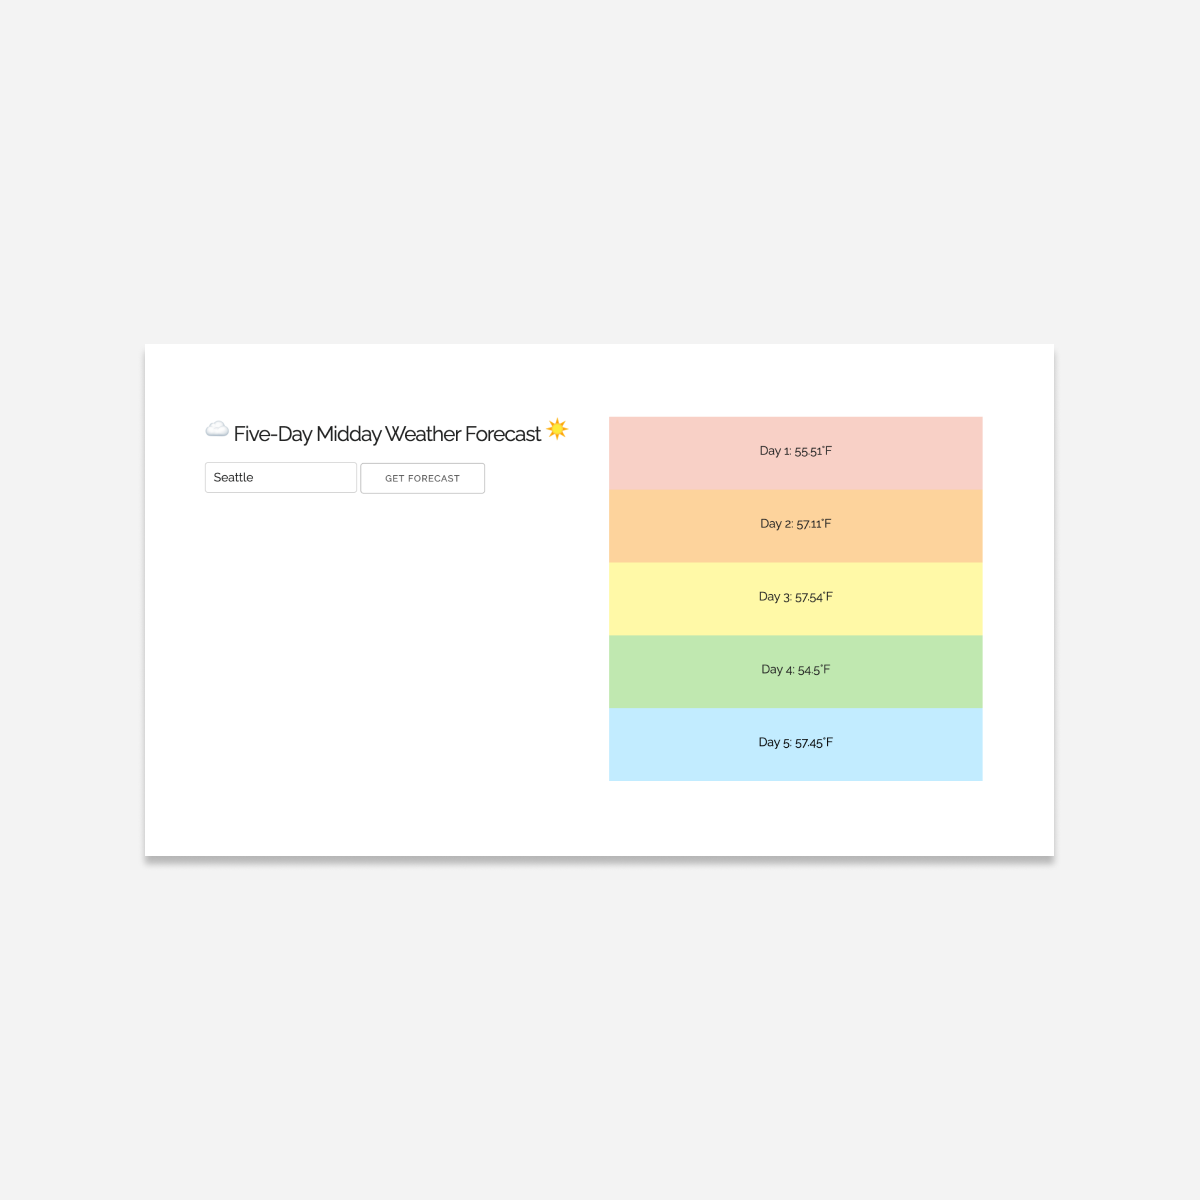 Five-Day Midday Weather Forecast
Seattle
GET FORECAST
Day 1: 55.51°F
Day 2: 57.11°F
Day 3: 57.54°F
Day 4: 54.5°F
Day 5: 57.45°F